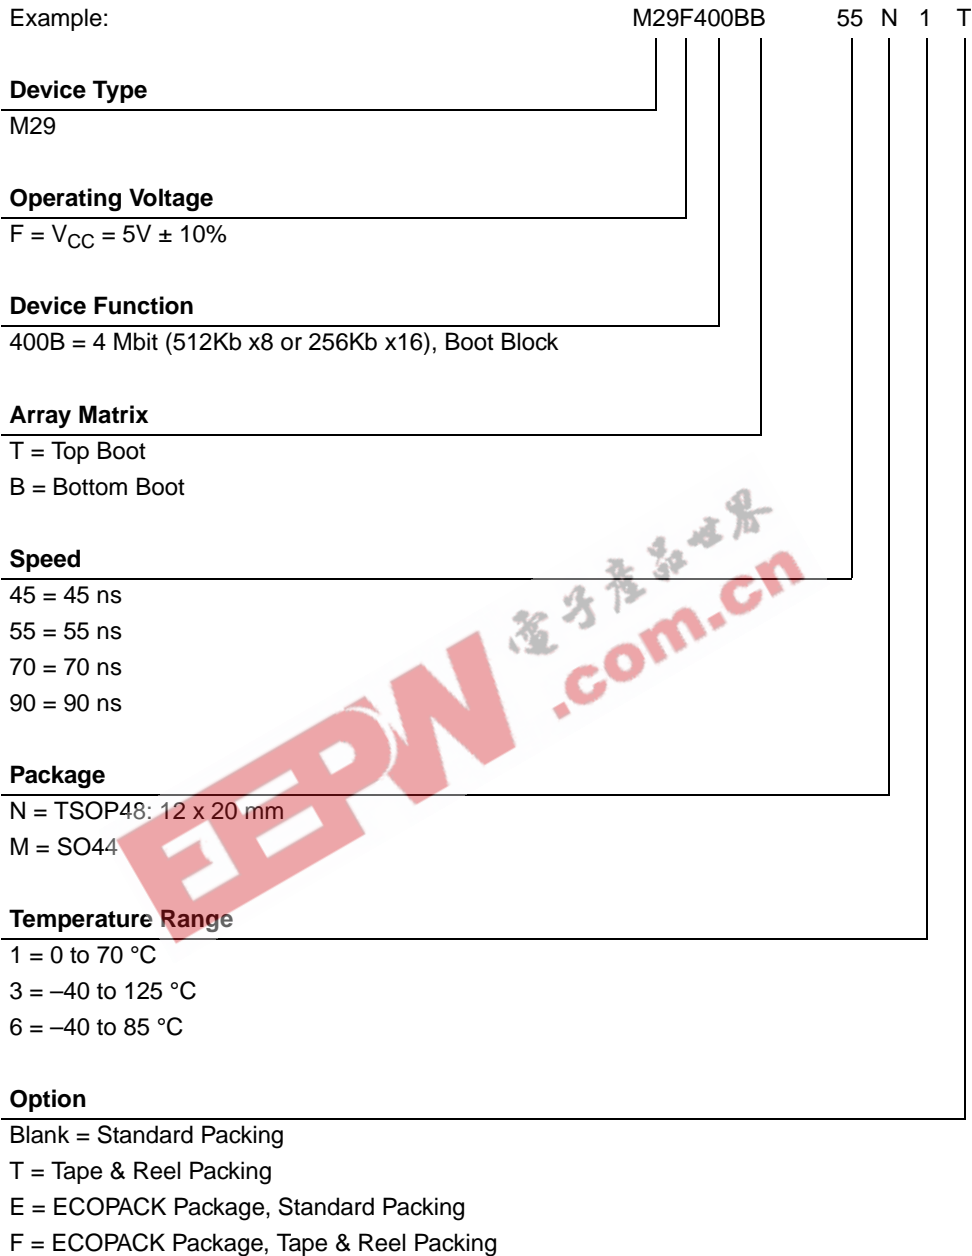 Example: M29F400BB 55 N 1 T
Device Type
M29
Operating Voltage
F = VCC = 5V ± 10%
Device Function
400B = 4 Mbit (512Kb x8 or 256Kb x16), Boot Block
Array Matrix
T = Top Boot
B = Bottom Boot
Speed
45 = 45 ns
55 = 55 ns
70 = 70 ns
90 = 90 ns
Package
N = TSOP48: 12 x 20 mm
M = SO44
Temperature Range
1 = 0 to 70 °C
3 = –40 to 125 °C
6 = –40 to 85 °C
Option
Blank = Standard Packing
T = Tape & Reel Packing
E = ECOPACK Package, Standard Packing
F = ECOPACK Package, Tape & Reel Packing
EEPW
電子産品世界
.com.cn